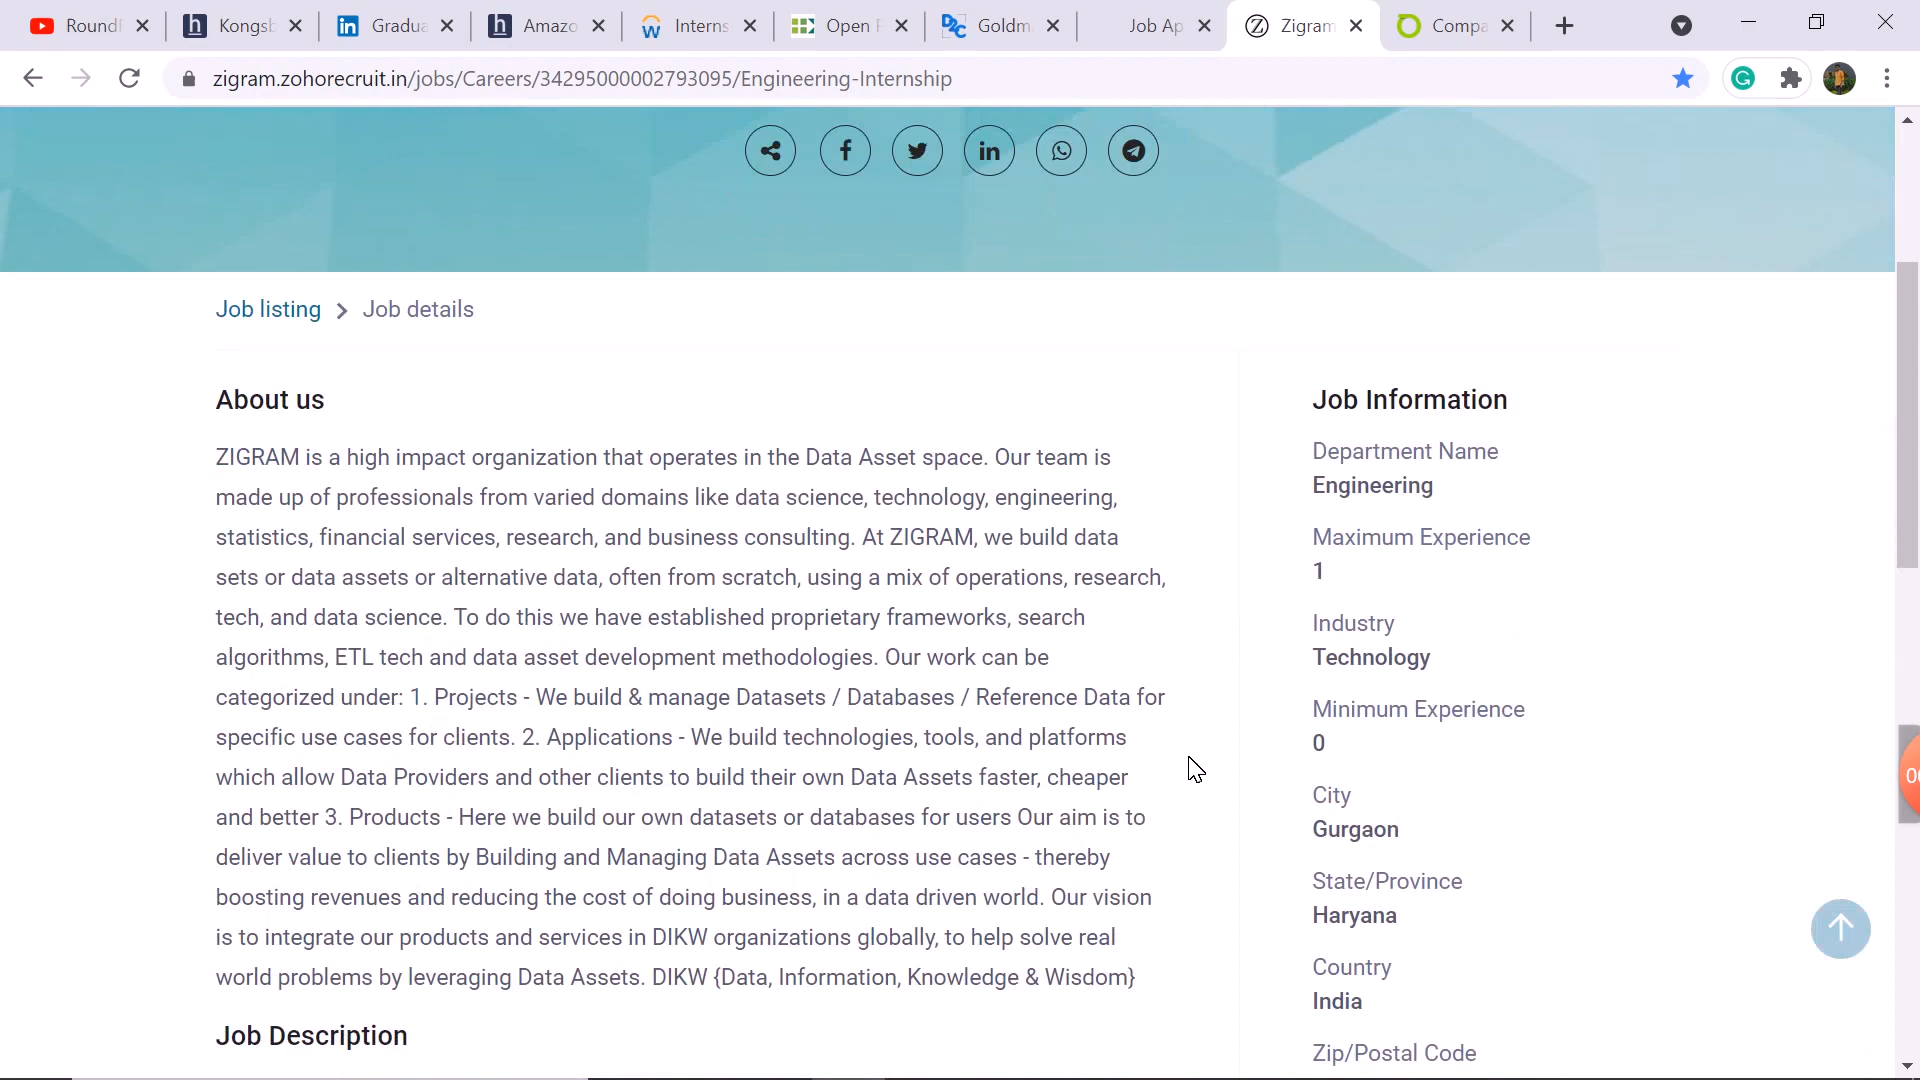 RoundF
Kongsb
Gradua
Amazo
Interns
Open F
Goldm
Job Ap
Zigram
Compa
zigram.zohorecruit.in/jobs/Careers/34295000002793095/Engineering-Internship
Job listing > Job details
About us
ZIGRAM is a high impact organization that operates in the Data Asset space. Our team is
made up of professionals from varied domains like data science, technology, engineering,
statistics, financial services, research, and business consulting. At ZIGRAM, we build data
sets or data assets or alternative data, often from scratch, using a mix of operations, research,
tech, and data science. To do this we have established proprietary frameworks, search
algorithms, ETL tech and data asset development methodologies. Our work can be
categorized under: 1. Projects - We build & manage Datasets / Databases / Reference Data for
specific use cases for clients. 2. Applications - We build technologies, tools, and platforms
which allow Data Providers and other clients to build their own Data Assets faster, cheaper
and better 3. Products - Here we build our own datasets or databases for users Our aim is to
deliver value to clients by Building and Managing Data Assets across use cases - thereby
boosting revenues and reducing the cost of doing business, in a data driven world. Our vision
is to integrate our products and services in DIKW organizations globally, to help solve real
world problems by leveraging Data Assets. DIKW {Data, Information, Knowledge & Wisdom}
Job Description
Job Information
Department Name
Engineering
Maximum Experience
1
Industry
Technology
Minimum Experience
0
City
Gurgaon
State/Province
Haryana
Country
India
Zip/Postal Code